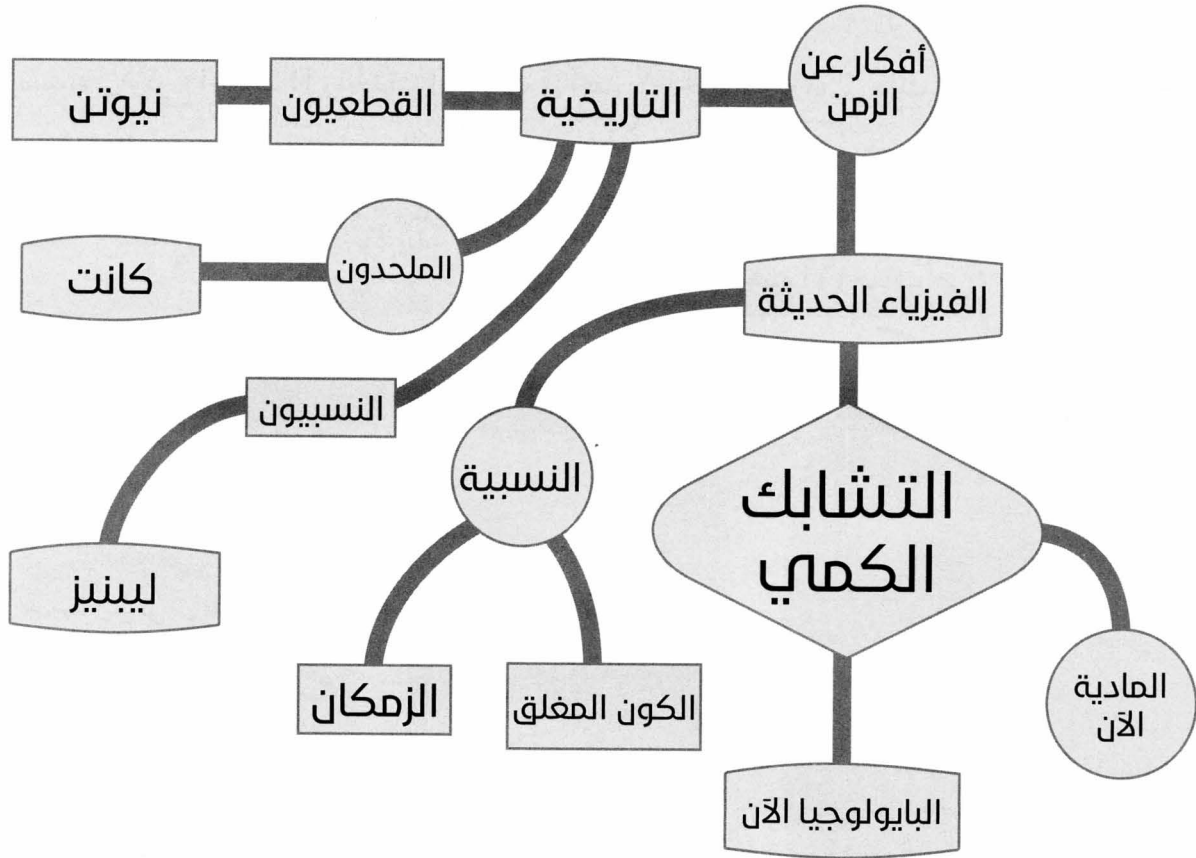 أفكار عن
الزمن
التاريخية
القطعيون
نيوتن
الملحدون
كانت
النسبيون
ليبنيز
الفيزياء الحديثة
النسبية
الزمكان
الكون المغلق
التشابك
الكمي
المادية
الآن
البايولوجيا الآن